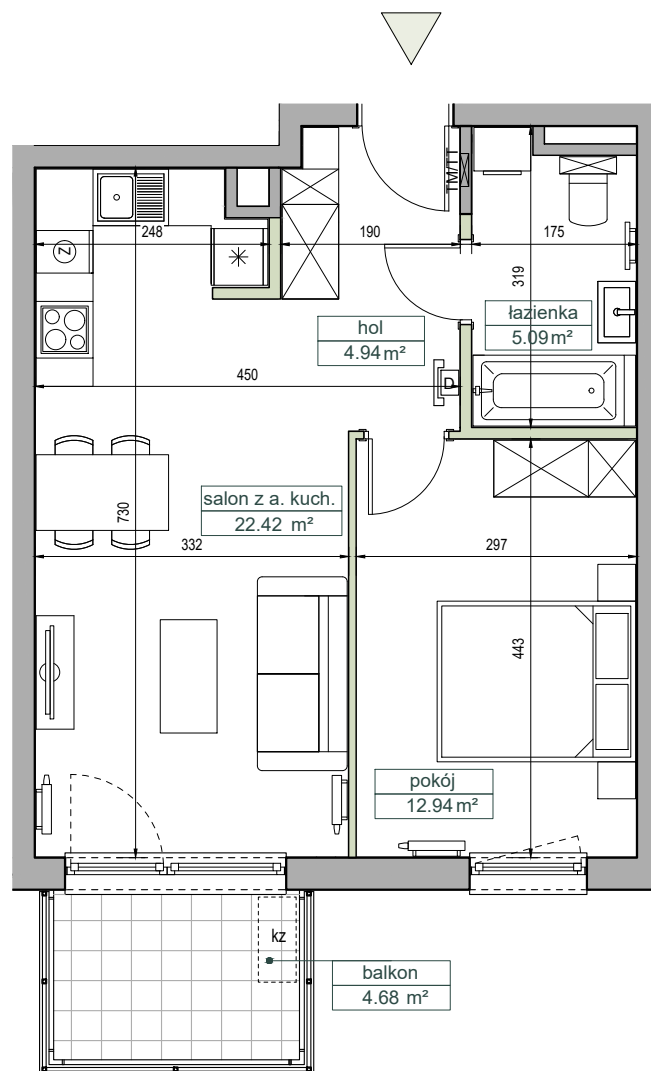 TM/TT
248
190
175
Z
319
hol
4.94 m²
łazienka
5.09 m²
450
D
salon z a. kuch.
22.42 m²
730
332
297
443
pokój
12.94 m²
kz
balkon
4.68 m²